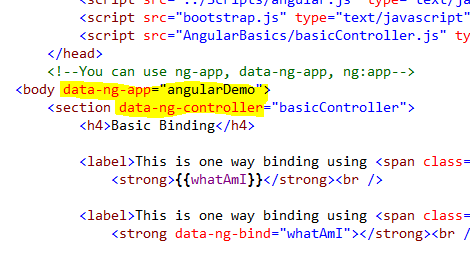 <script src="../Scripts/angular.js" type="text/jav
<script src="bootstrap.js" type="text/javascript"
<script src="AngularBasics/basicController.js" ty
</head>
<!--You can use ng-app, data-ng-app, ng:app-->
<body data-ng-app="angularDemo">
<section data-ng-controller="basicController">
<h4>Basic Binding</h4>
<label>This is one way binding using <span class=
<strong>{{whatAmI}}</strong><br />
<label>This is one way binding using <span class=
<strong data-ng-bind="whatAmI"></strong><br /